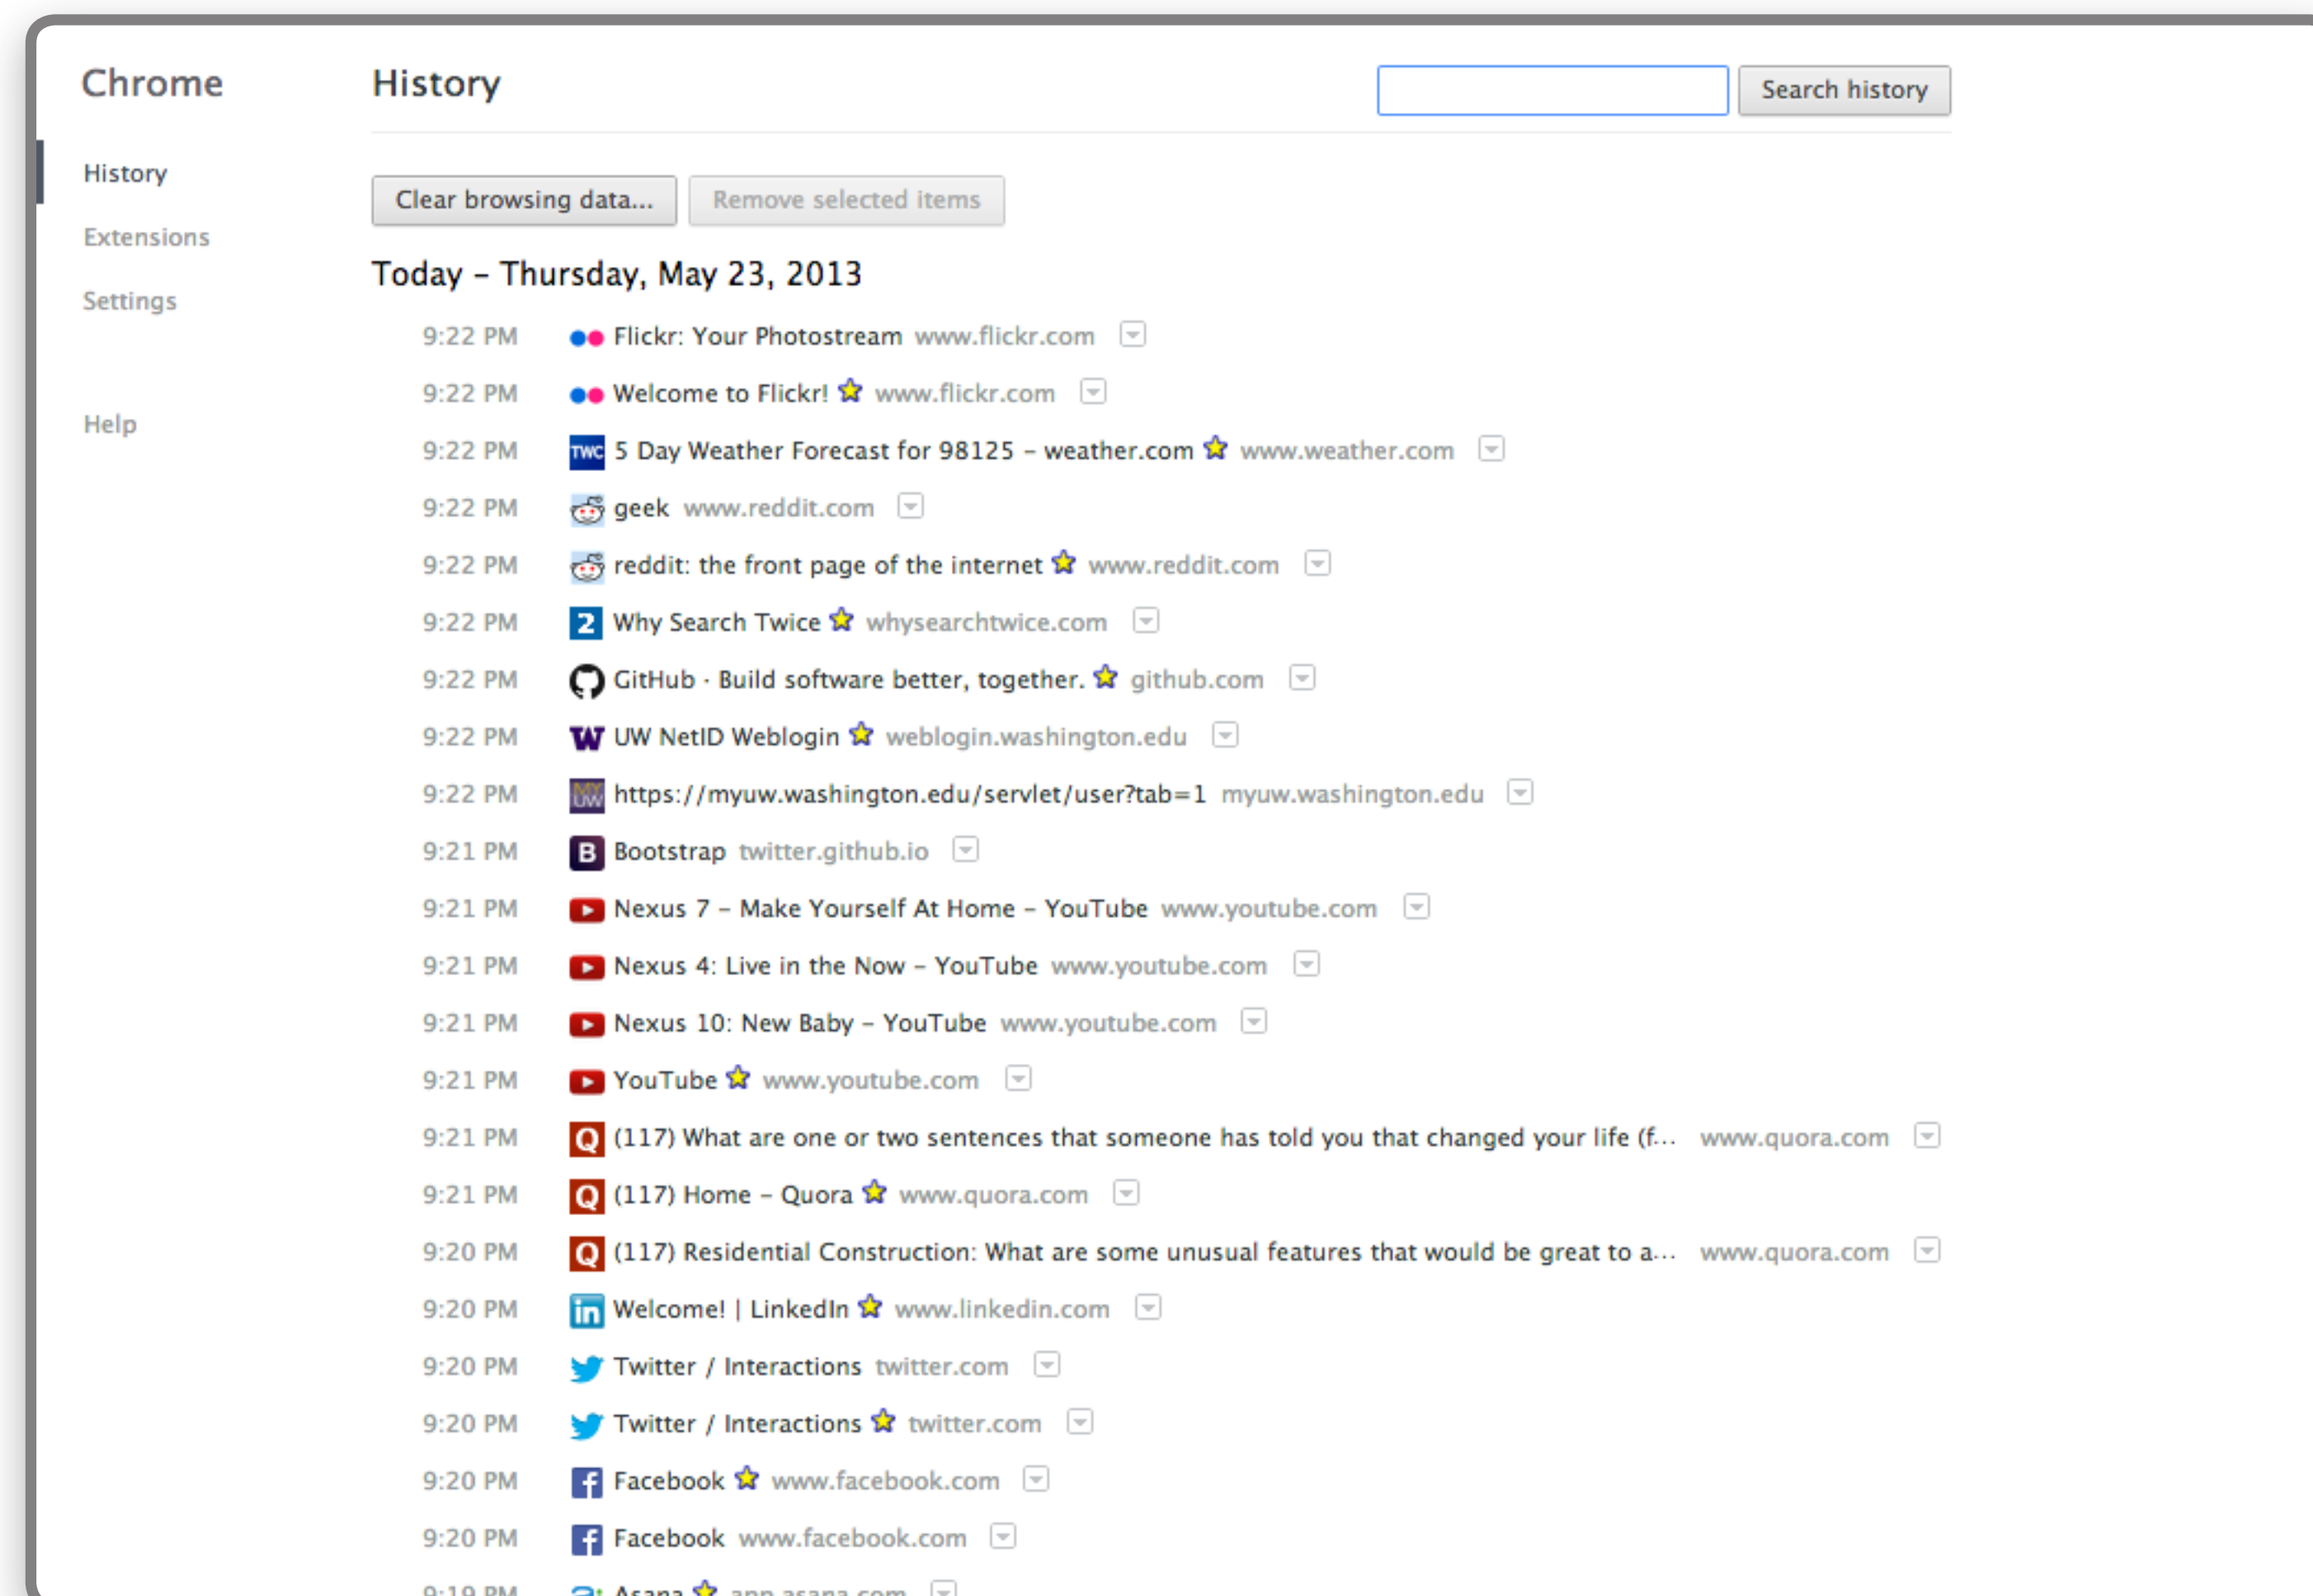 Chrome
History
Search history
History
Extensions
Settings
Help
Clear browsing data...
Remove selected items
Today – Thursday, May 23, 2013
9:22 PM Flickr: Your Photostream www.flickr.com
9:22 PM Welcome to Flickr! www.flickr.com
9:22 PM TWC 5 Day Weather Forecast for 98125 – weather.com www.weather.com
9:22 PM geek www.reddit.com
9:22 PM reddit: the front page of the internet www.reddit.com
9:22 PM 2 Why Search Twice whysearchtwice.com
9:22 PM GitHub · Build software better, together. github.com
9:22 PM W UW NetID Weblogin weblogin.washington.edu
9:22 PM MY UW https://myuw.washington.edu/servlet/user?tab=1 myuw.washington.edu
9:21 PM B Bootstrap twitter.github.io
9:21 PM Nexus 7 – Make Yourself At Home – YouTube www.youtube.com
9:21 PM Nexus 4: Live in the Now – YouTube www.youtube.com
9:21 PM Nexus 10: New Baby – YouTube www.youtube.com
9:21 PM YouTube www.youtube.com
9:21 PM Q (117) What are one or two sentences that someone has told you that changed your life (f... www.quora.com
9:21 PM Q (117) Home – Quora www.quora.com
9:20 PM Q (117) Residential Construction: What are some unusual features that would be great to a... www.quora.com
9:20 PM in Welcome! | LinkedIn www.linkedin.com
9:20 PM Twitter / Interactions twitter.com
9:20 PM Twitter / Interactions twitter.com
9:20 PM f Facebook www.facebook.com
9:20 PM f Facebook www.facebook.com
9:19 PM Asana app.asana.com